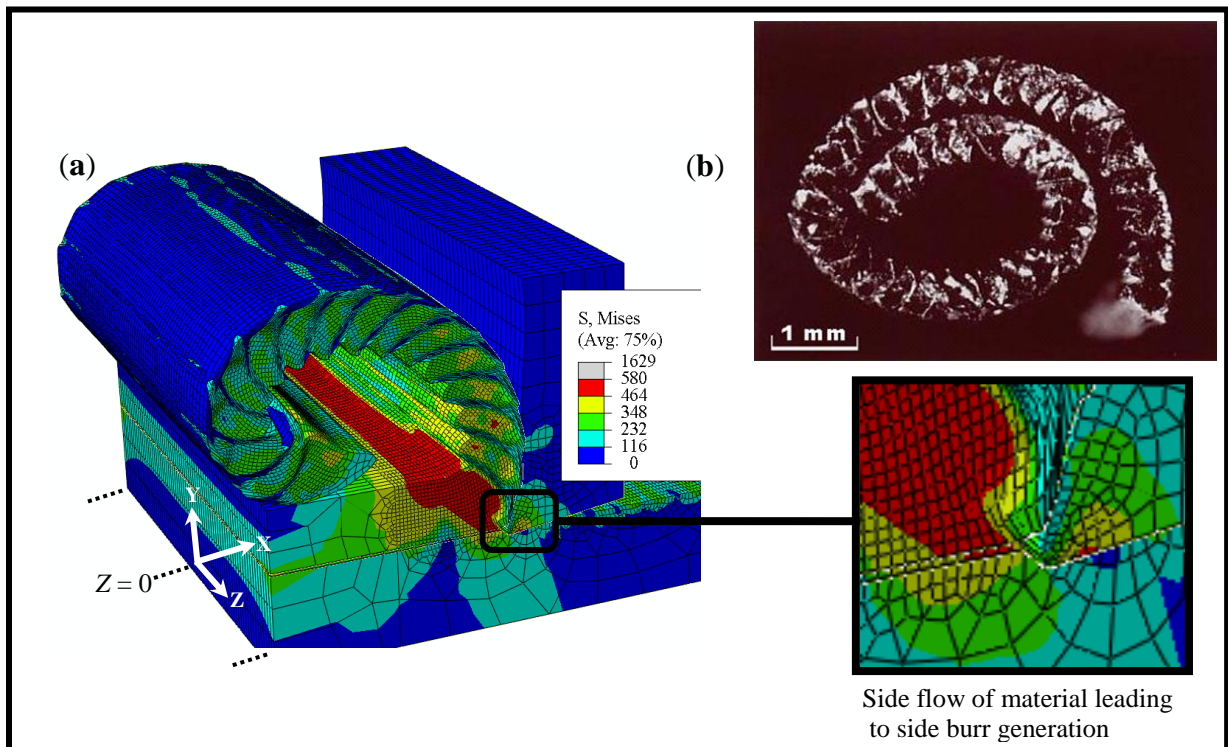 (a)
(b)
1 mm
S, Mises
(Avg: 75%)
1629
580
464
348
232
116
0
Y
X
Z
Z = 0
Side flow of material leading
to side burr generation